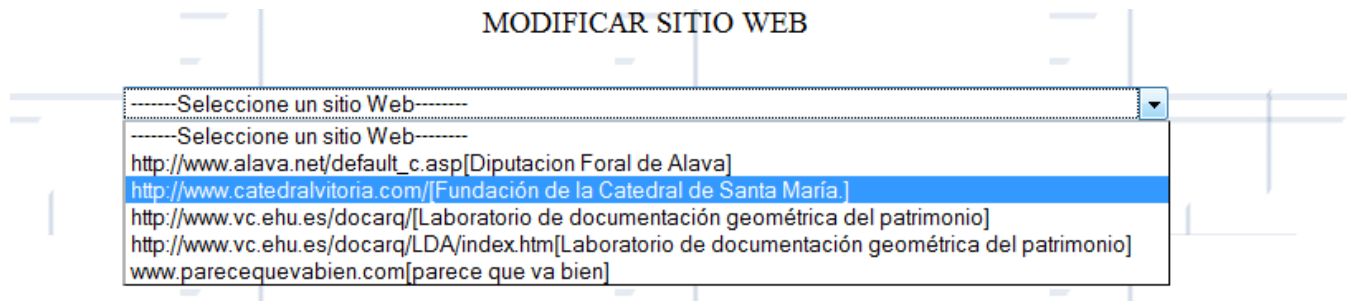 MODIFICAR SITIO WEB
-------Seleccione un sitio Web--------
-------Seleccione un sitio Web--------
http://www.alava.net/default_c.asp[Diputacion Foral de Alava]
http://www.catedralvitoria.com/[Fundación de la Catedral de Santa María.]
http://www.vc.ehu.es/docarq/[Laboratorio de documentación geométrica del patrimonio]
http://www.vc.ehu.es/docarq/LDA/index.htm[Laboratorio de documentación geométrica del patrimonio]
www.parecequevabien.com[parece que va bien]